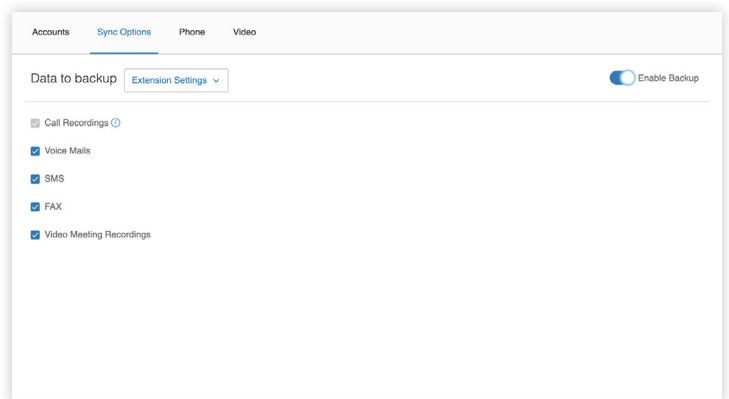 Accounts Sync Options Phone Video
Data to backup Extension Settings Enable Backup
Call Recordings
Voice Mails
SMS
FAX
Video Meeting Recordings